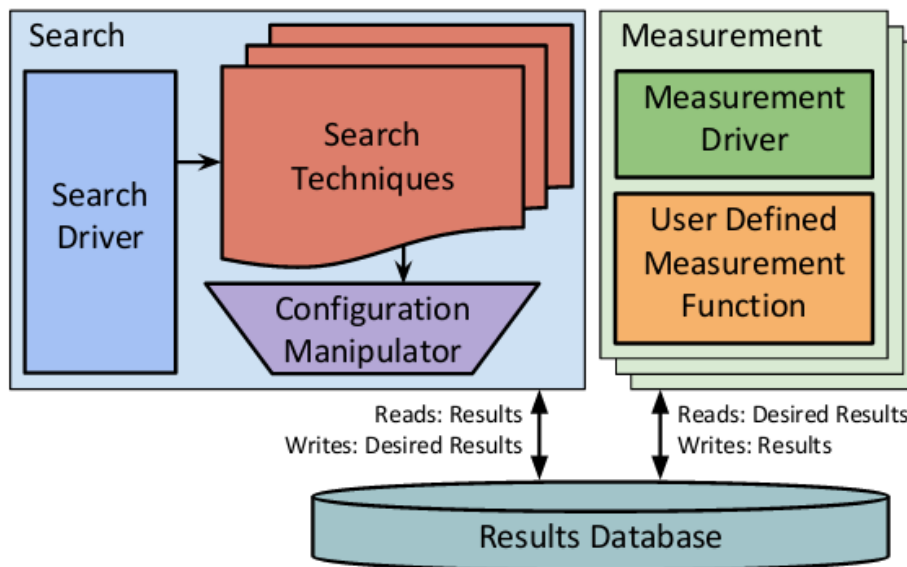 Search
Search
Driver
Search
Techniques
Configuration
Manipulator
Measurement
Measurement
Driver
User Defined
Measurement
Function
Reads: Results
Writes: Desired Results
Reads: Desired Results
Writes: Results
Results Database